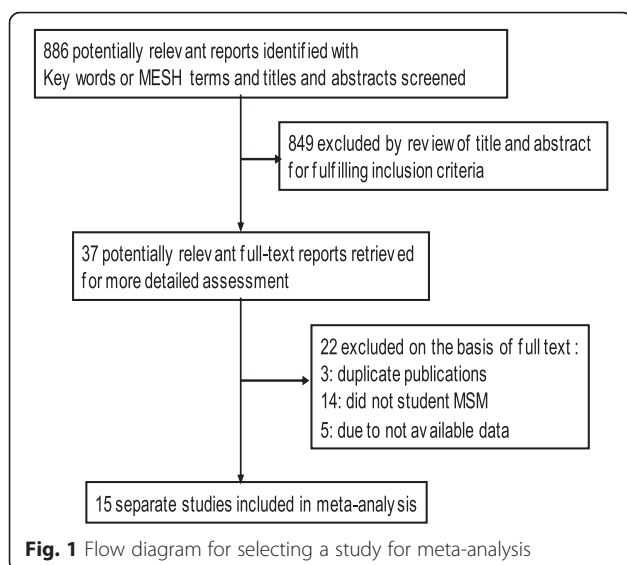 886 potentially relevant reports identified with
Key words or MESH terms and titles and abstracts screened
849 excluded by review of title and abstract
for fulfilling inclusion criteria
37 potentially relevant full-text reports retrieved
for more detailed assessment
22 excluded on the basis of full text :
3: duplicate publications
14: did not student MSM
5: due to not available data
15 separate studies included in meta-analysis
Fig. 1 Flow diagram for selecting a study for meta-analysis